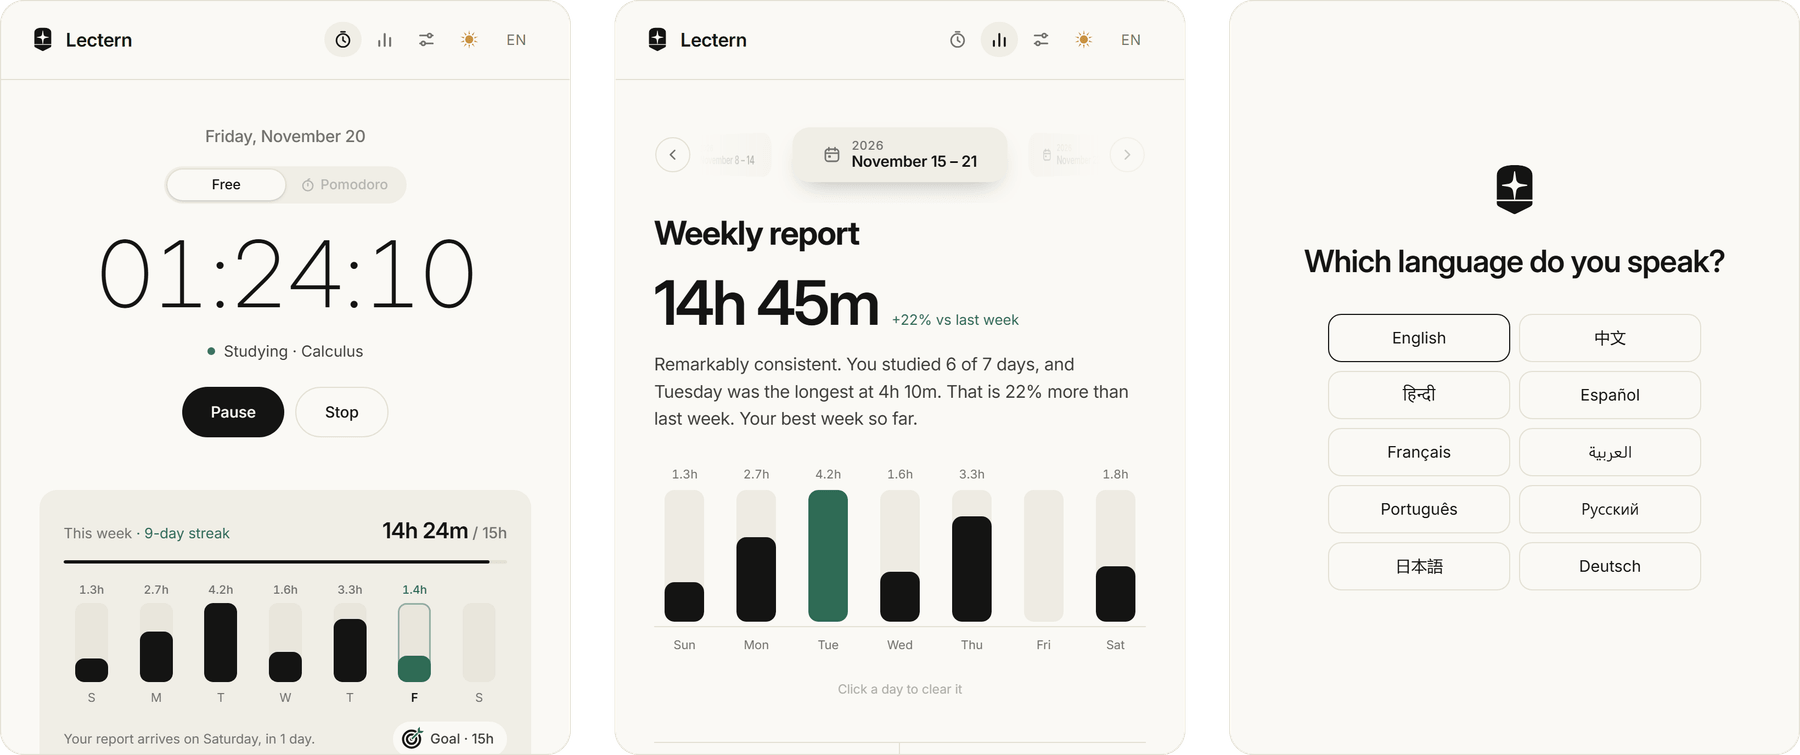 Lectern
EN
Friday, November 20
Free
Pomodoro
01:24:10
Studying · Calculus
Pause
Stop
This week · 9-day streak
14h 24m / 15h
1.3h 2.7h 4.2h 1.6h 3.3h 1.4h
S M T W T F S
Your report arrives on Saturday, in 1 day.
Goal · 15h
Lectern
EN
8 – 14
2026
November 15 – 21
Weekly report
14h 45m +22% vs last week
Remarkably consistent. You studied 6 of 7 days, and
Tuesday was the longest at 4h 10m. That is 22% more than
last week. Your best week so far.
1.3h 2.7h 4.2h 1.6h 3.3h 1.8h
Sun Mon Tue Wed Thu Fri Sat
Click a day to clear it
Which language do you speak?
English
中文
हिन्दी
Español
Français
العربية
Português
Русский
日本語
Deutsch